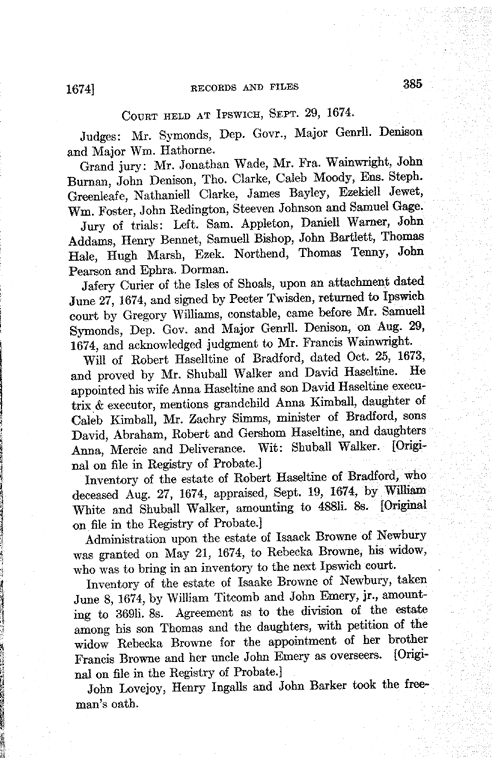 1674] RECORDS AND FILES 385
COURT HELD AT IPSWICH, SEPT. 29, 1674.
Judges: Mr. Symonds, Dep. Govr., Major Genrll. Denison
and Major Wm. Hathorne.
Grand jury: Mr. Jonathan Wade, Mr. Fra. Wainwright, John
Burnan, John Denison, Tho. Clarke, Caleb Moody, Ens. Steph.
Greenleafe, Nathaniell Clarke, James Bayley, Ezekiell Jewet,
Wm. Foster, John Redington, Steeven Johnson and Samuel Gage.
Jury of trials: Left. Sam. Appleton, Daniell Warner, John
Addams, Henry Bennet, Samuell Bishop, John Bartlett, Thomas
Hale, Hugh Marsh, Ezek. Northend, Thomas Tenny, John
Pearson and Ephra. Dorman.
Jafery Curier of the Isles of Shoals, upon an attachment dated
June 27, 1674, and signed by Peeter Twisden, returned to Ipswich
court by Gregory Williams, constable, came before Mr. Samuell
Symonds, Dep. Gov. and Major Genrll. Denison, on Aug. 29,
1674, and acknowledged judgment to Mr. Francis Wainwright.
Will of Robert Haselltine of Bradford, dated Oct. 25, 1673,
and proved by Mr. Shuball Walker and David Haseltine. He
appointed his wife Anna Haseltine and son David Haseltine execu-
trix & executor, mentions grandchild Anna Kimball, daughter of
Caleb Kimball, Mr. Zachry Simms, minister of Bradford, sons
David, Abraham, Robert and Gershom Haseltine, and daughters
Anna, Mercie and Deliverance. Wit: Shuball Walker. [Origi-
nal on file in Registry of Probate.]
Inventory of the estate of Robert Haseltine of Bradford, who
deceased Aug. 27, 1674, appraised, Sept. 19, 1674, by William
White and Shuball Walker, amounting to 488li. 8s. [Original
on file in the Registry of Probate.]
Administration upon the estate of Isaack Browne of Newbury
was granted on May 21, 1674, to Rebecka Browne, his widow,
who was to bring in an inventory to the next Ipswich court.
Inventory of the estate of Isaake Browne of Newbury, taken
June 8, 1674, by William Titcomb and John Emery, jr., amount-
ing to 369li. 8s. Agreement as to the division of the estate
among his son Thomas and the daughters, with petition of the
widow Rebecka Browne for the appointment of her brother
Francis Browne and her uncle John Emery as overseers. [Origi-
nal on file in the Registry of Probate.]
John Lovejoy, Henry Ingalls and John Barker took the free-
man's oath.